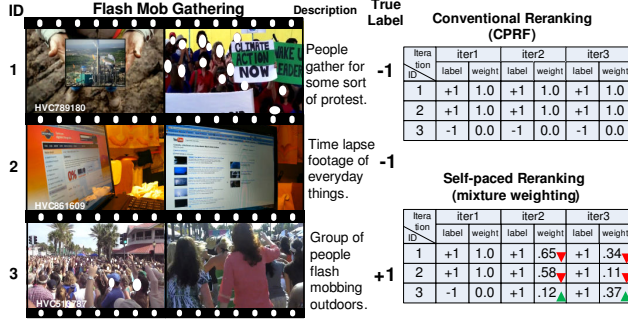 ID Flash Mob Gathering Description True Label
1
HVC789180
CLIMATE
ACTION
NOW
WAKE U
LEADER
People
gather for
some sort
of protest.
-1
2
HVC861609
0%
Time lapse
footage of
everyday
things.
-1
3
HVC513787
Group of
people
flash
mobbing
outdoors.
+1
Conventional Reranking
(CPRF)
Itera tion ID iter1 iter2 iter3
label weight label weight label weight
1 +1 1.0 +1 1.0 +1 1.0
2 +1 1.0 +1 1.0 +1 1.0
3 -1 0.0 -1 0.0 -1 0.0
Self-paced Reranking
(mixture weighting)
Itera tion ID iter1 iter2 iter3
label weight label weight label weight
1 +1 1.0 +1 .65 +1 .34
2 +1 1.0 +1 .58 +1 .11
3 -1 0.0 +1 .12 +1 .37